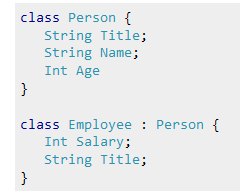 class Person {
String Title;
String Name;
Int Age
}
class Employee : Person {
Int Salary;
String Title;
}